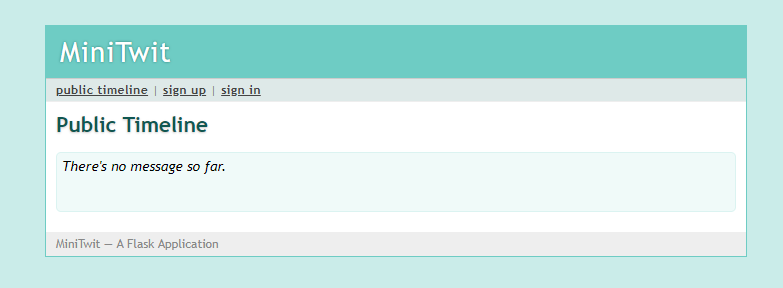 MiniTwit
public timeline | sign up | sign in
Public Timeline
There's no message so far.
MiniTwit — A Flask Application